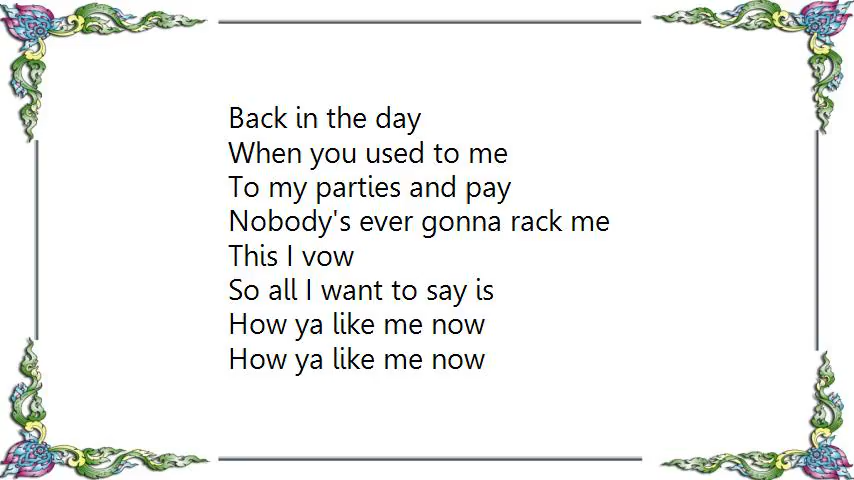 Back in the day
When you used to me
To my parties and pay
Nobody's ever gonna rack me
This I vow
So all I want to say is
How ya like me now
How ya like me now